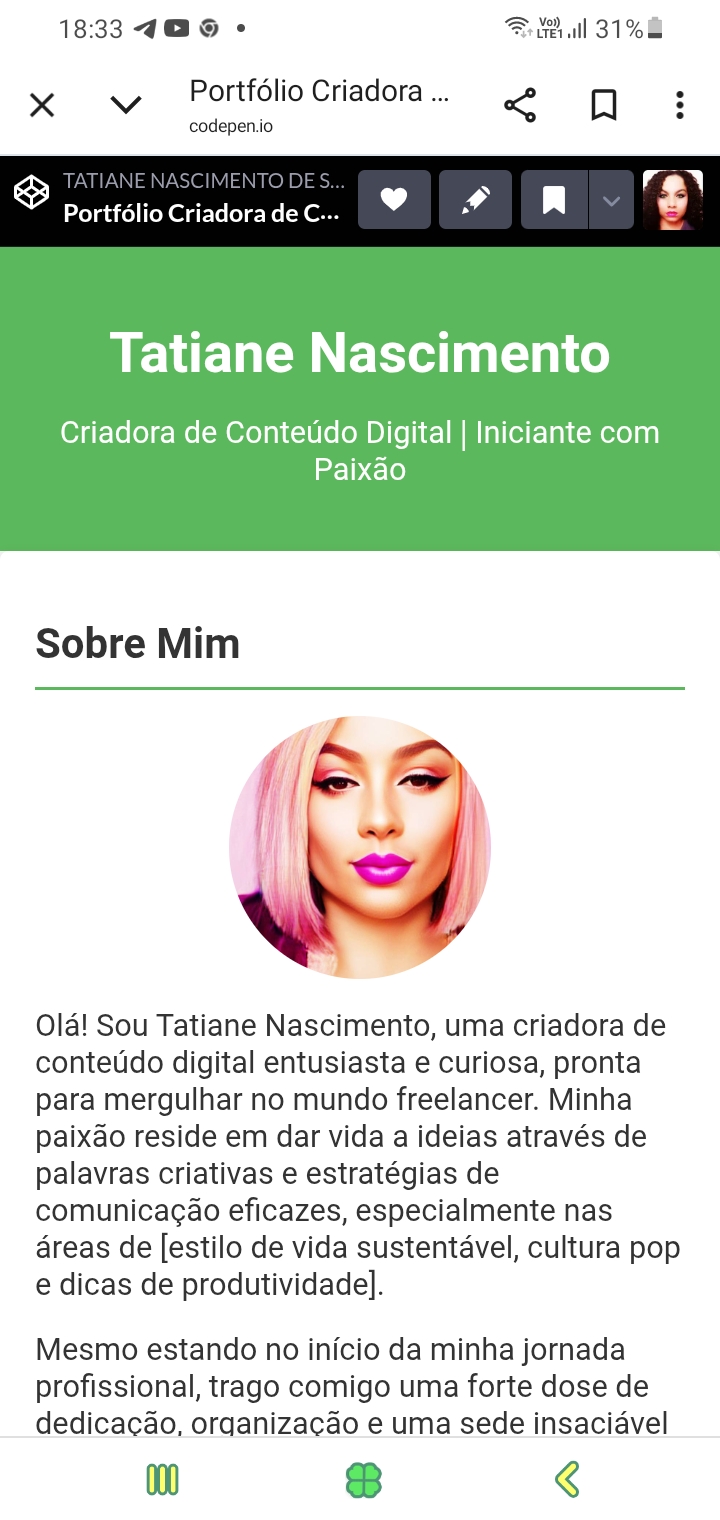 18:33
Vo))
LTE1
31%
Portfólio Criadora ...
codepen.io
TATIANE NASCIMENTO DE S...
Portfólio Criadora de C...
Tatiane Nascimento
Criadora de Conteúdo Digital | Iniciante com
Paixão
Sobre Mim
Olá! Sou Tatiane Nascimento, uma criadora de
conteúdo digital entusiasta e curiosa, pronta
para mergulhar no mundo freelancer. Minha
paixão reside em dar vida a ideias através de
palavras criativas e estratégias de
comunicação eficazes, especialmente nas
áreas de [estilo de vida sustentável, cultura pop
e dicas de produtividade].
Mesmo estando no início da minha jornada
profissional, trago comigo uma forte dose de
dedicação, organização e uma sede insaciável